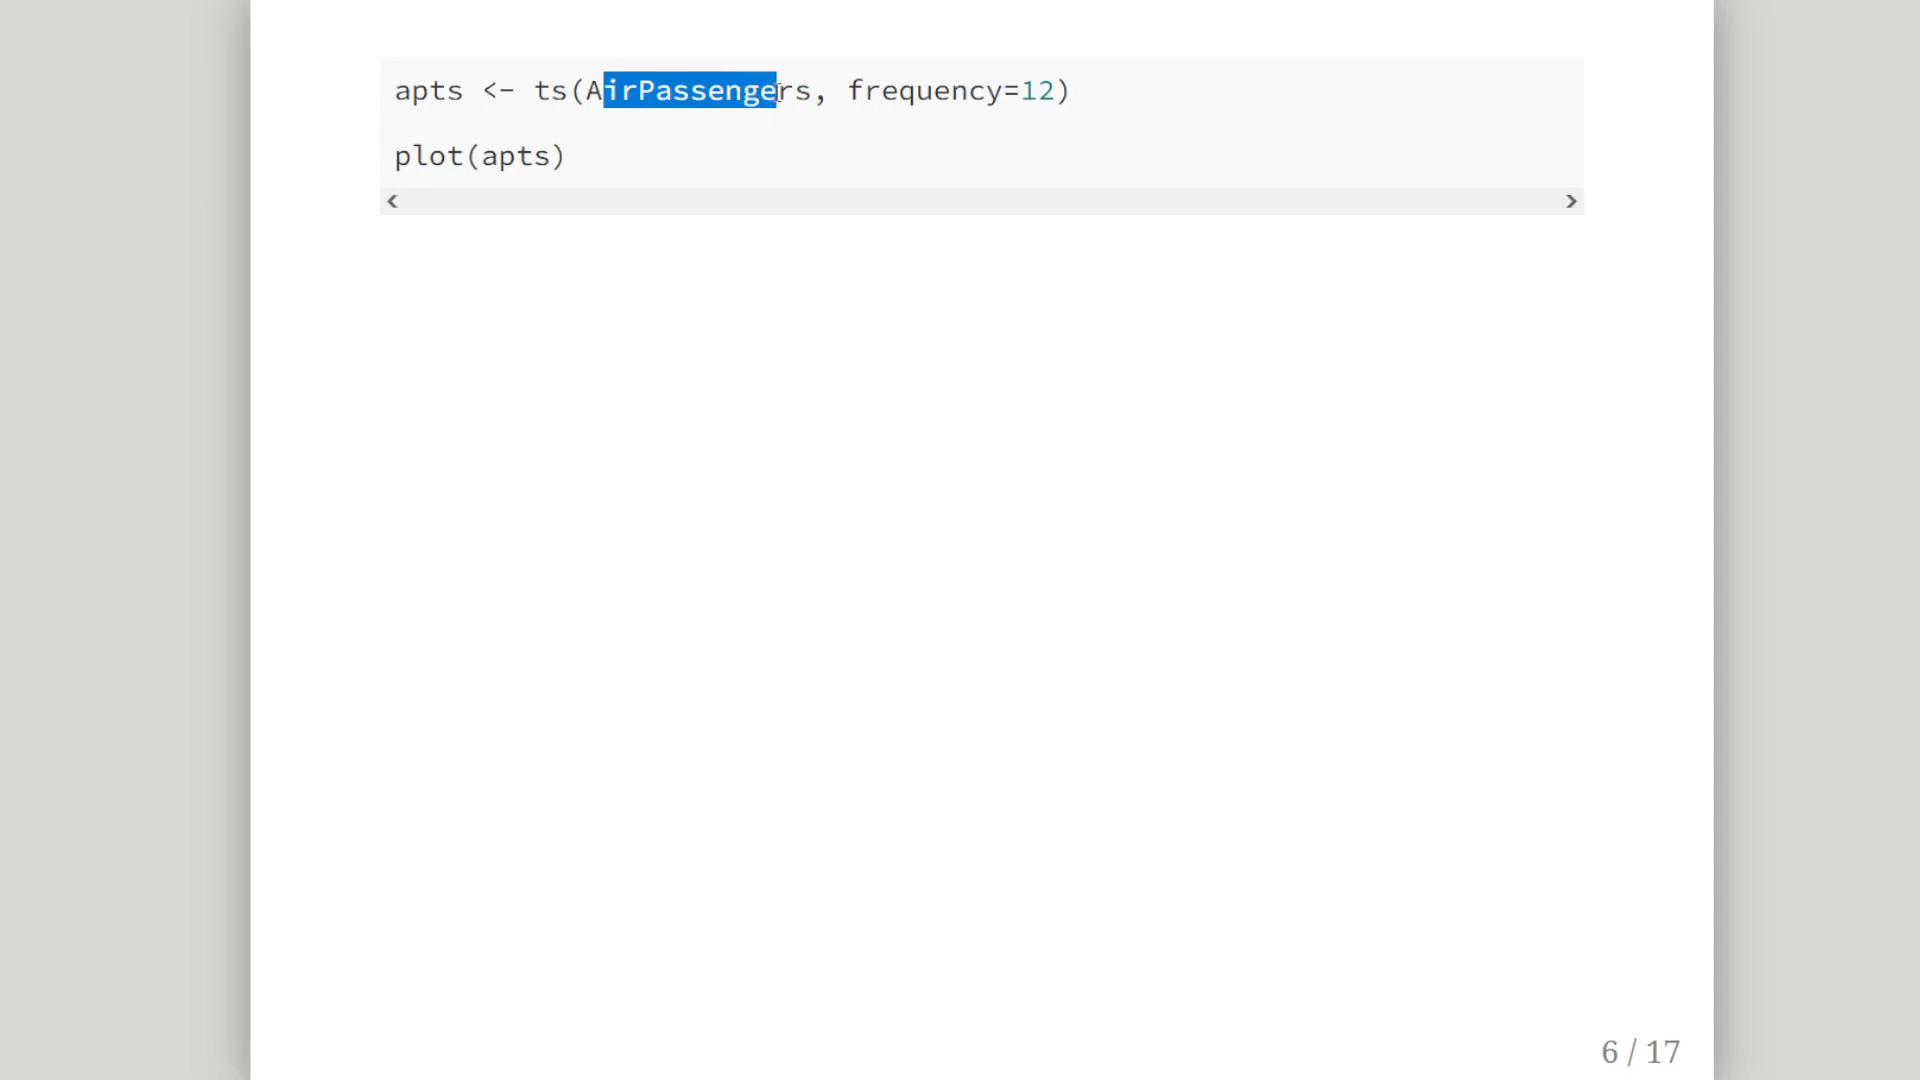 apts <- ts(AirPassengers, frequency=12)
plot(apts)
6 / 17